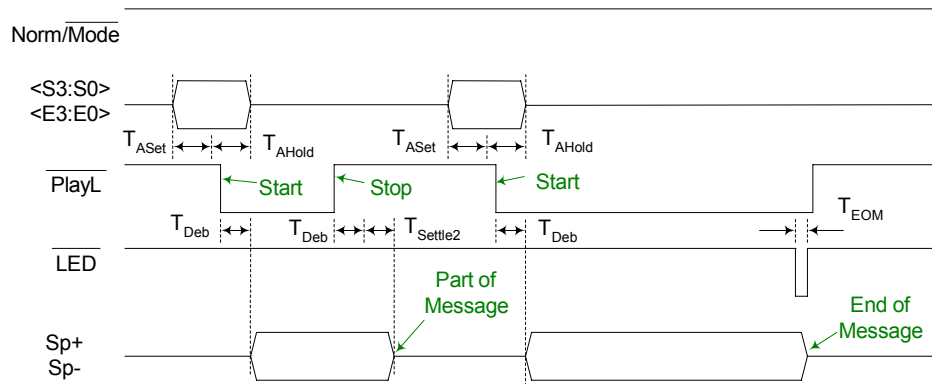 Norm/Mode
<S3:S0>
<E3:E0>
TASet
TAHold
TASet
TAHold
PlayL
Start
Stop
Start
TDeb
TDeb
TSettle2
TDeb
TEOM
LED
Part of
Message
End of
Message
Sp+
Sp-